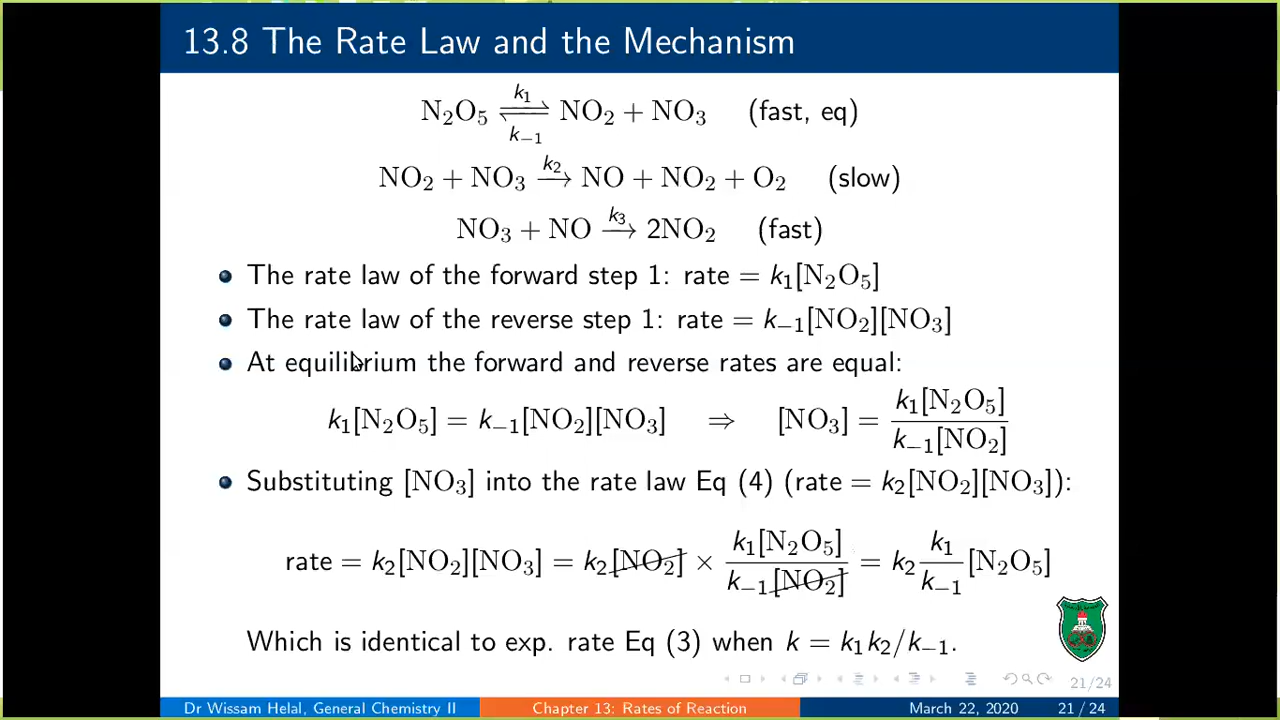 13.8 The Rate Law and the Mechanism
N₂O₅ ⇌ NO₂ + NO₃ (fast, eq) k₁ k₋₁
NO₂ + NO₃ →k₂ NO + NO₂ + O₂ (slow)
NO₃ + NO →k₃ 2NO₂ (fast)
The rate law of the forward step 1: rate = k₁[N₂O₅]
The rate law of the reverse step 1: rate = k₋₁[NO₂][NO₃]
At equilibrium the forward and reverse rates are equal:
k₁[N₂O₅] = k₋₁[NO₂][NO₃] ⇒ [NO₃] = k₁[N₂O₅] / k₋₁[NO₂]
Substituting [NO₃] into the rate law Eq (4) (rate = k₂[NO₂][NO₃]):
rate = k₂[NO₂][NO₃] = k₂[NO₂] × k₁[N₂O₅] / k₋₁[NO₂] = k₂ k₁ / k₋₁ [N₂O₅]
Which is identical to exp. rate Eq (3) when k = k₁k₂/k₋₁.
21/24
Dr Wissam Helal, General Chemistry II Chapter 13: Rates of Reaction March 22, 2020 21 / 24